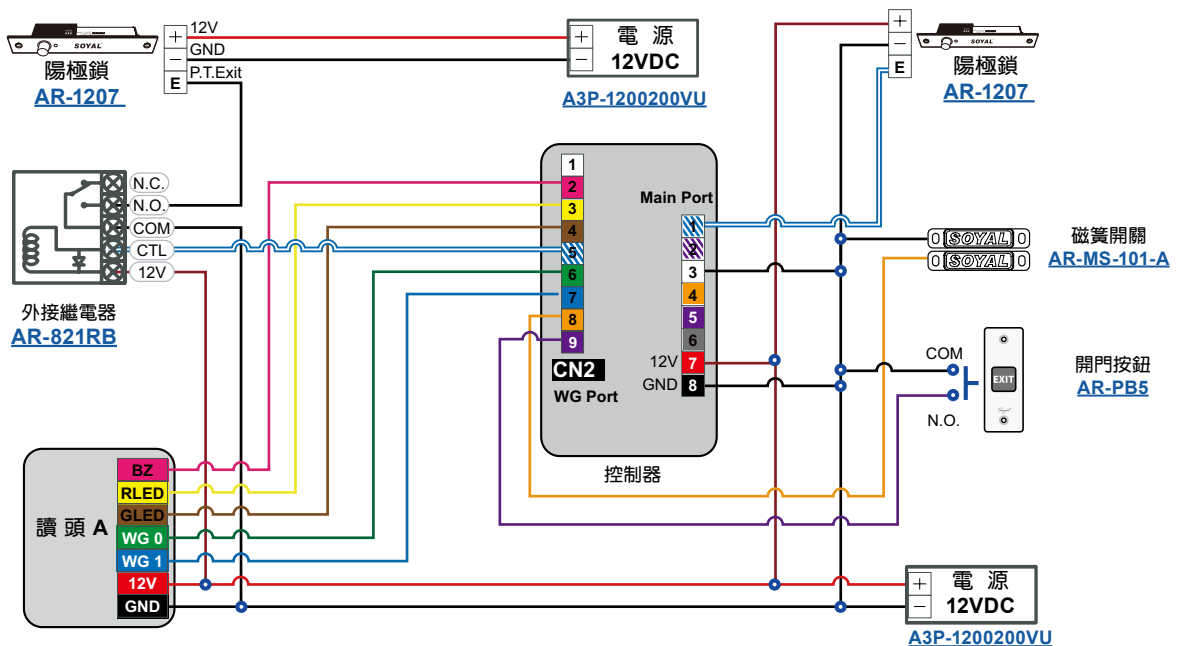 SOYAL
陽極鎖
AR-1207
+
−
E
12V
GND
P.T.Exit
+
−
電 源
12VDC
A3P-1200200VU
+
−
E
SOYAL
陽極鎖
AR-1207
N.C.
N.O.
COM
CTL
12V
外接繼電器
AR-821RB
1
2
3
4
5
6
7
8
9
CN2
WG Port
Main Port
1
2
3
4
5
6
12V 7
GND 8
控制器
SOYAL
SOYAL
磁簧開關
AR-MS-101-A
COM
N.O.
EXIT
開門按鈕
AR-PB5
讀 頭 A
BZ
RLED
GLED
WG 0
WG 1
12V
GND
+
−
電 源
12VDC
A3P-1200200VU